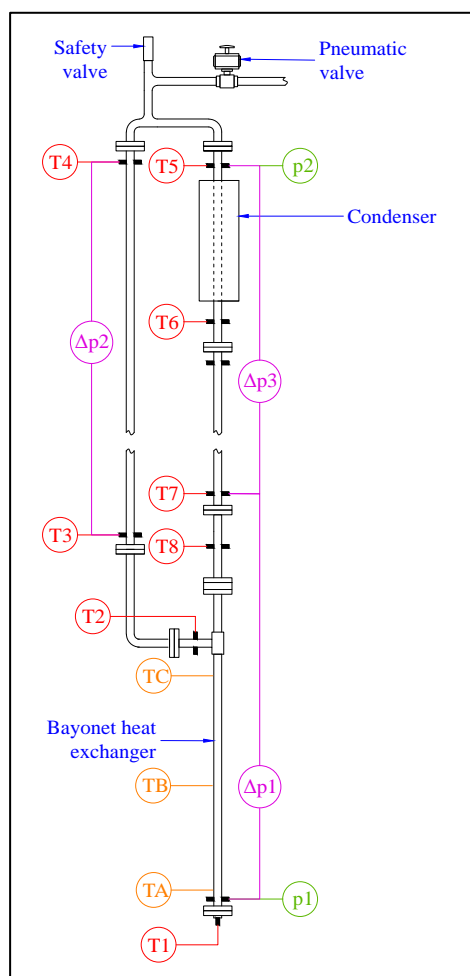 Safety
valve
Pneumatic
valve
T4
T5
p2
Condenser
T6
Δp2
Δp3
T7
T3
T8
T2
TC
Bayonet heat
exchanger
TB
Δp1
TA
p1
T1